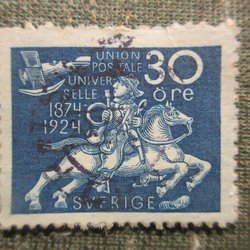 UNION
POSTALE
UNIVER
SELLE
30
öre
1874
1924
SVERIGE